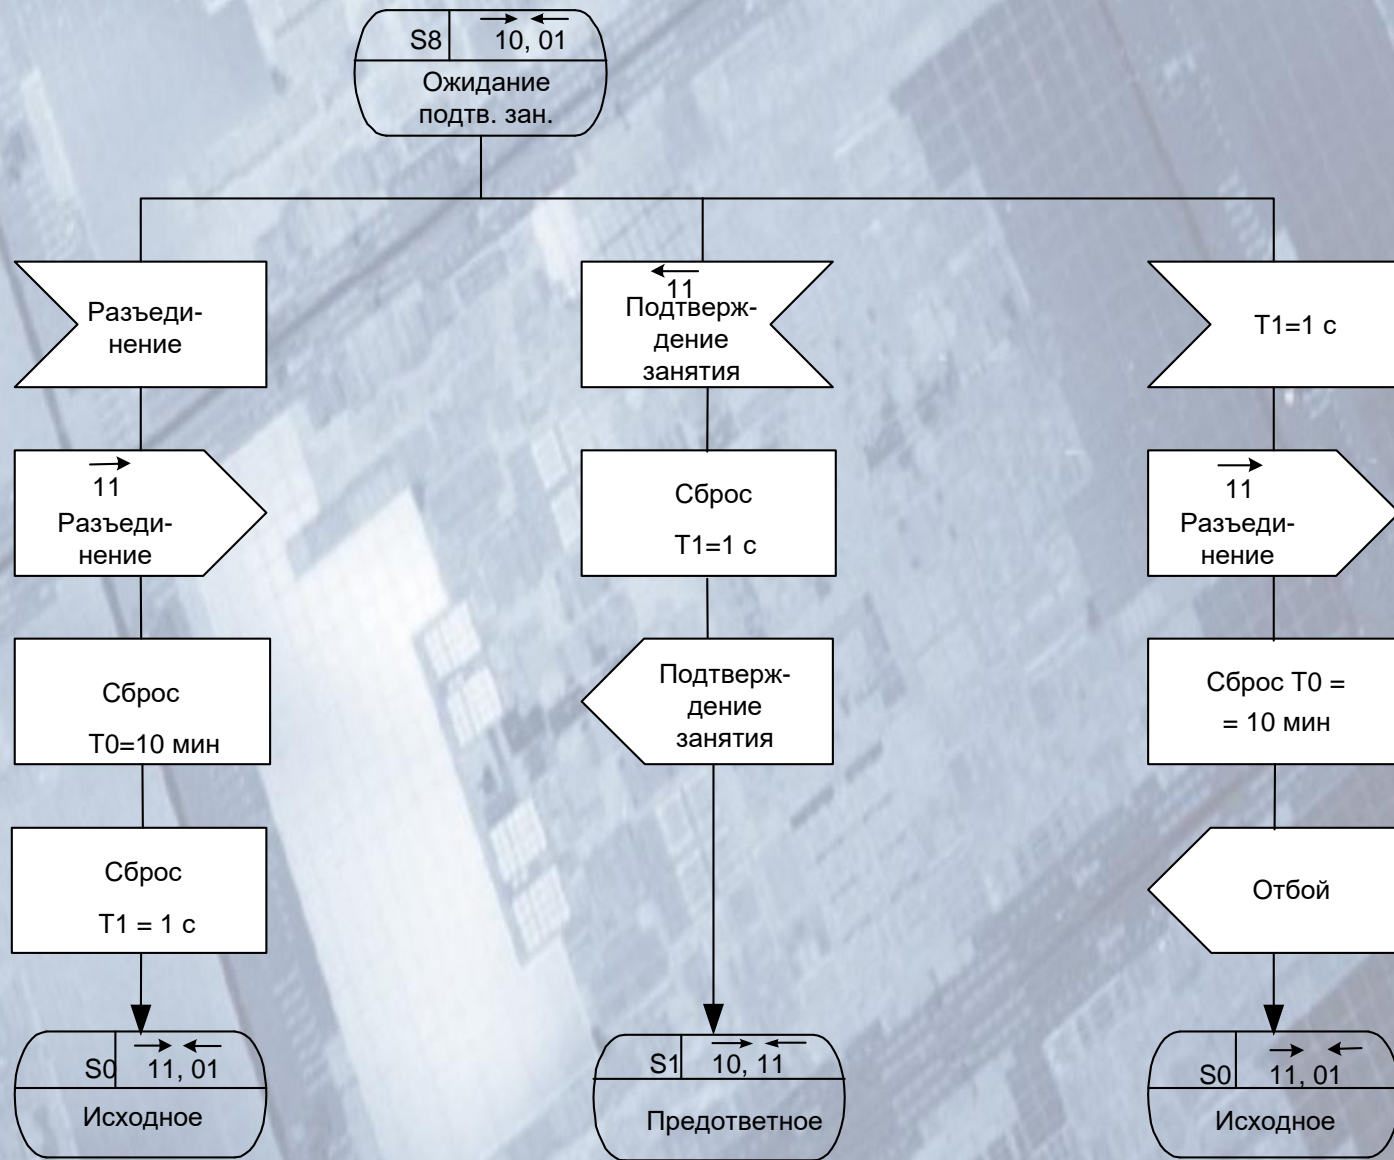 S8 10, 01
Ожидание
подтв. зан.
Разъеди-
нение
11
Подтверж-
дение
занятия
T1=1 с
11
Разъеди-
нение
Сброс
T1=1 с
11
Разъеди-
нение
Сброс
T0=10 мин
Подтверж-
дение
занятия
Сброс T0 =
= 10 мин
Сброс
T1 = 1 с
Отбой
S0 11, 01
Исходное
S1 10, 11
Предответное
S0 11, 01
Исходное